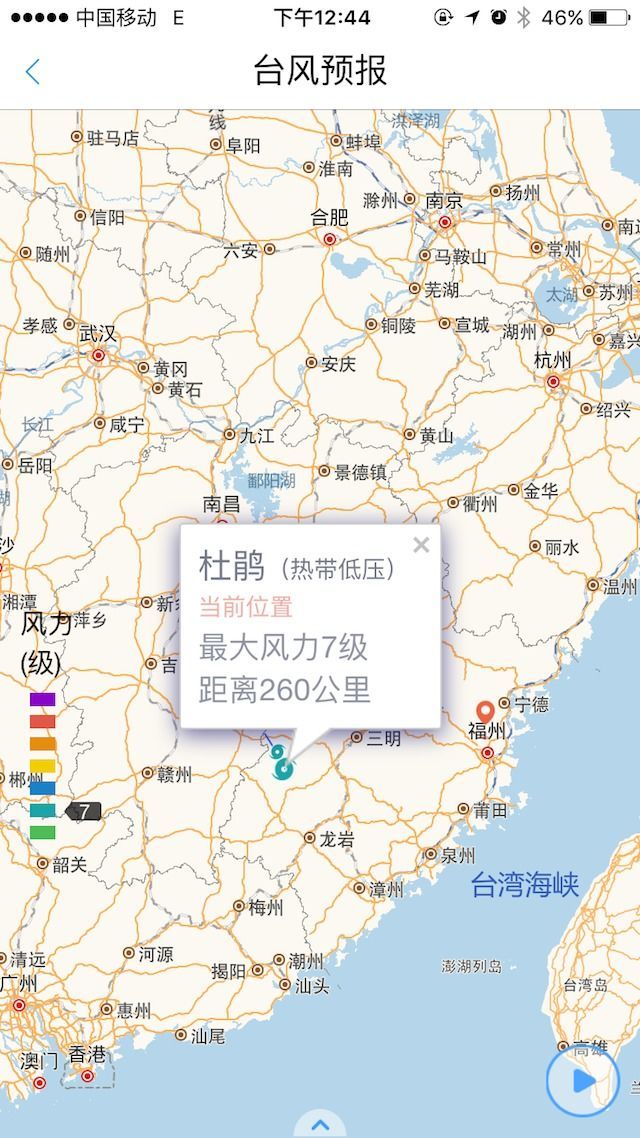 中国移动 E 下午12:44 46%
台风预报
洪泽湖
线
驻马店
阜阳
蚌埠
淮南
滁州
南京
扬州
信阳
合肥
随州
六安
马鞍山
常州
芜湖
太湖
苏州
孝感
武汉
铜陵
宣城
湖州
嘉兴
黄冈
安庆
杭州
黄石
长江
咸宁
九江
黄山
绍兴
岳阳
景德镇
鄱阳湖
金华
南昌
衢州
杜鹃(热带低压)
×
当前位置
最大风力7级
距离260公里
丽水
温州
湘潭
萍乡
风力
(级)
宁德
三明
福州
赣州
郴州
7
莆田
龙岩
韶关
泉州
漳州
台湾海峡
梅州
清远
河源
揭阳
潮州
澎湖列岛
广州
汕头
台湾岛
惠州
汕尾
高雄
澳门
香港